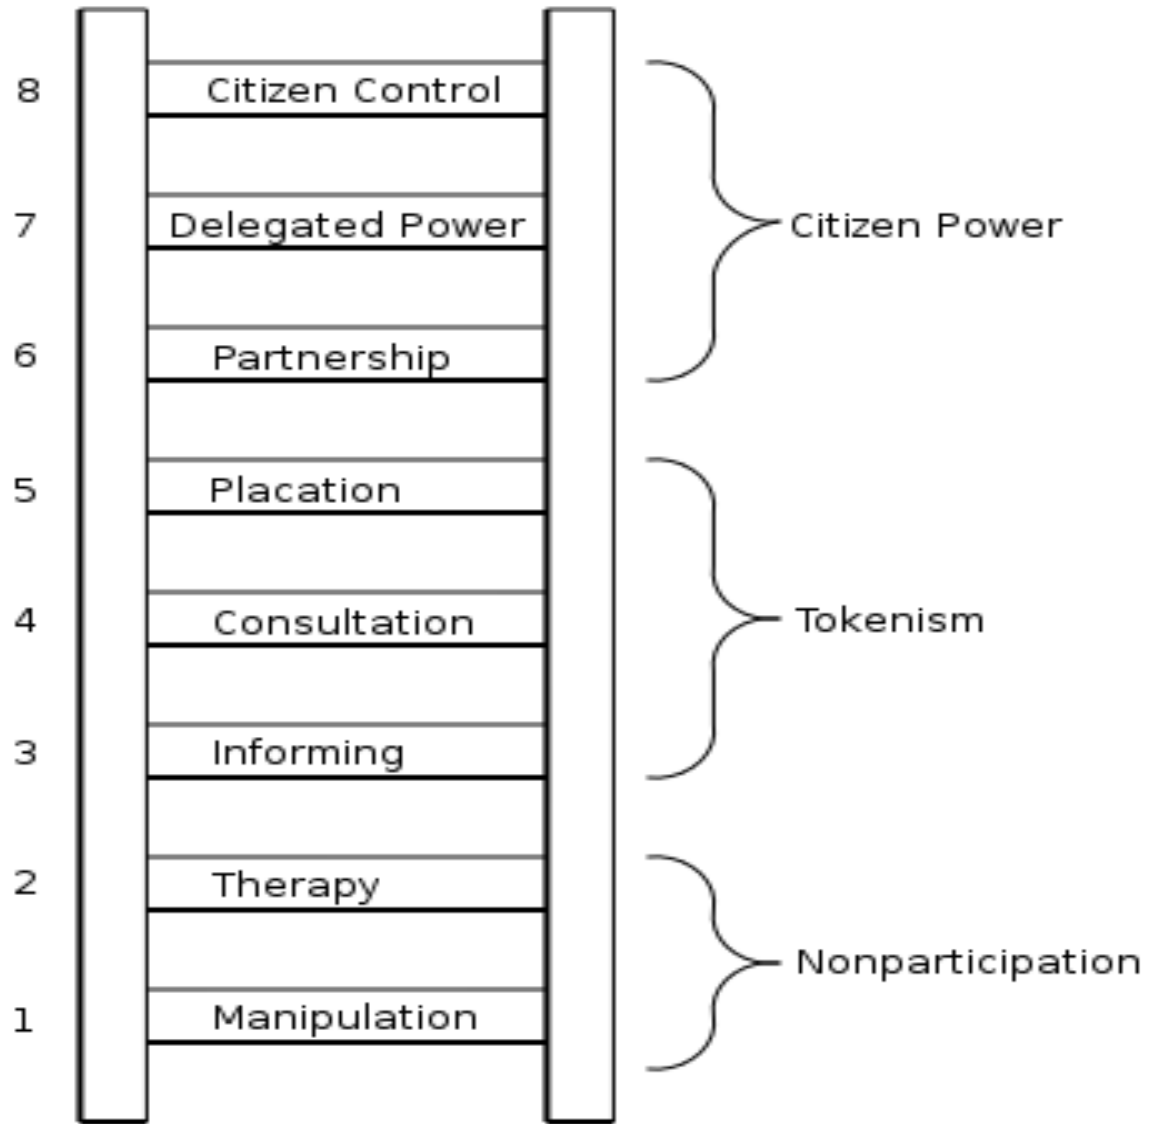 8 Citizen Control
7 Delegated Power
Citizen Power
6 Partnership
5 Placation
4 Consultation
Tokenism
3 Informing
2 Therapy
Nonparticipation
1 Manipulation